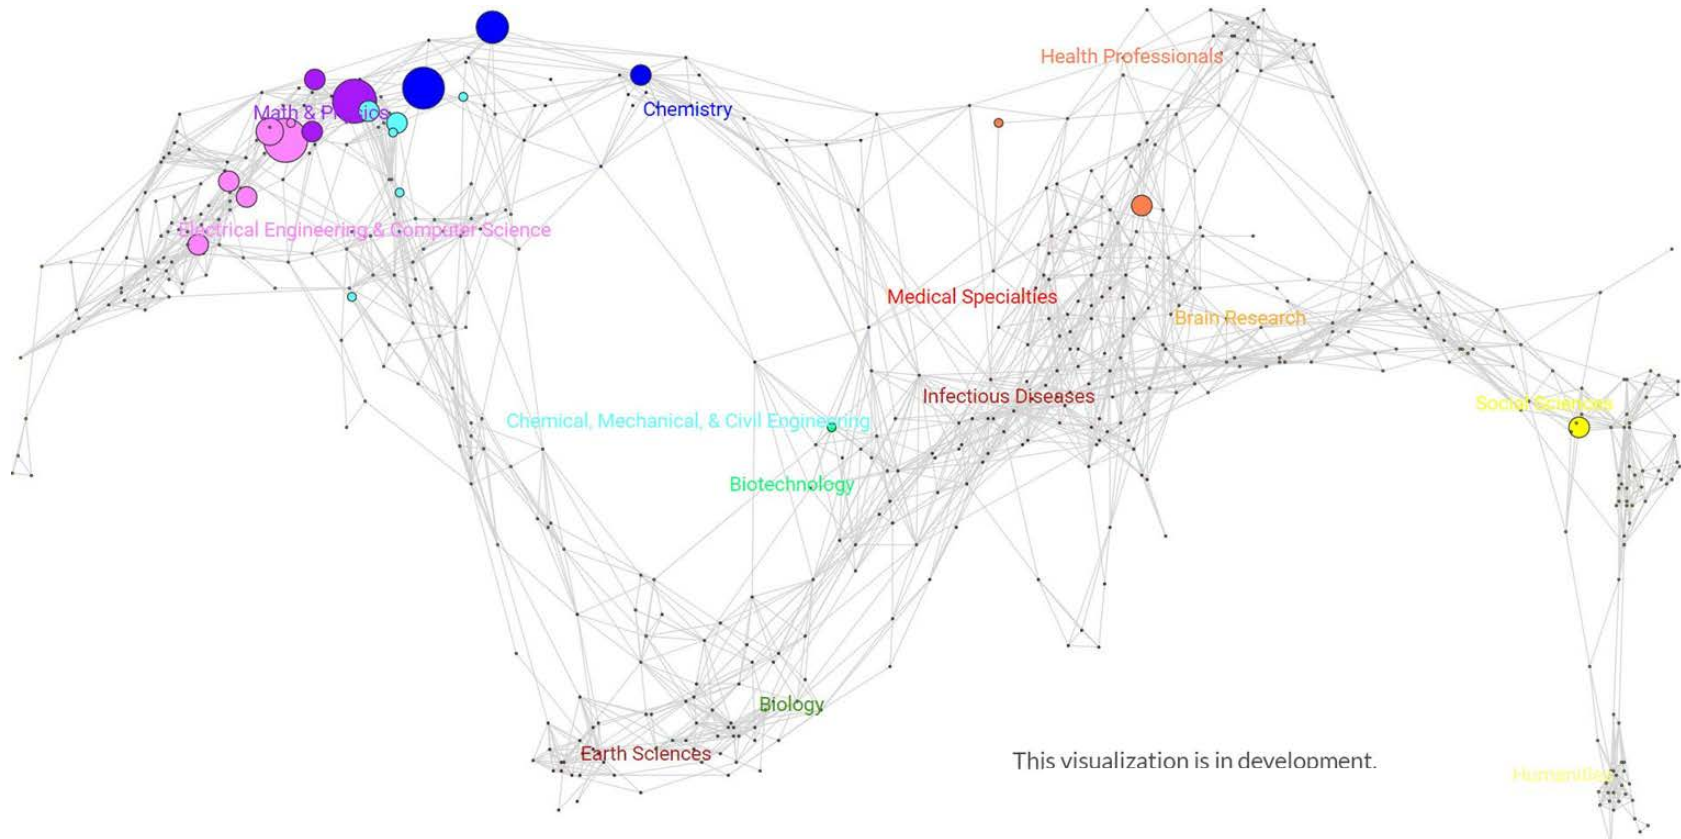 Health Professionals
Math & Physics
Chemistry
Electrical Engineering & Computer Science
Medical Specialties
Brain Research
Infectious Diseases
Social Sciences
Chemical, Mechanical, & Civil Engineering
Biotechnology
Biology
Earth Sciences
This visualization is in development.
Humanities